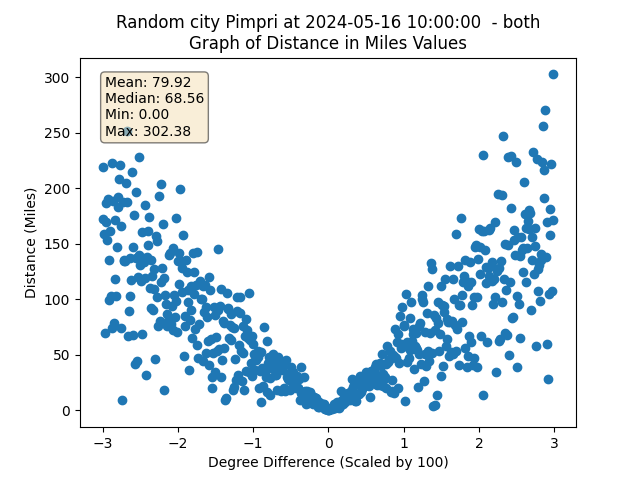 Random city Pimpri at 2024-05-16 10:00:00 - both
Graph of Distance in Miles Values
Mean: 79.92
Median: 68.56
Min: 0.00
Max: 302.38
300
250
200
150
100
50
0
Distance (Miles)
−3 −2 −1 0 1 2 3
Degree Difference (Scaled by 100)